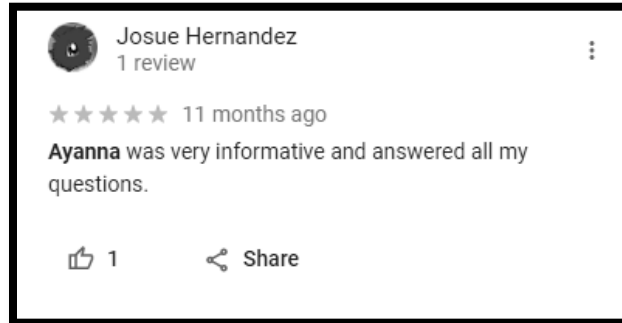 Josue Hernandez
1 review
11 months ago
Ayanna was very informative and answered all my
questions.
1
Share